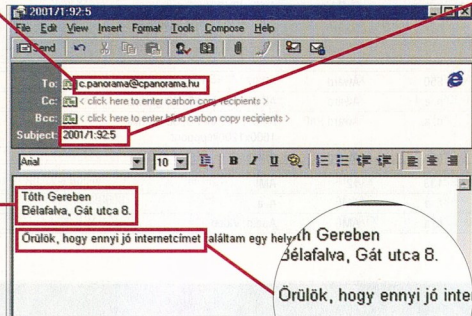 2001/1:92:5
File Edit View Insert Format Tools Compose Help
Send
To: c.panorama@cpanorama.hu
Cc: < click here to enter carbon copy recipients >
Bcc: < click here to enter blind carbon copy recipients >
Subject: 2001/1:92:5
Arial 10 B I U
Tóth Gereben
Bélafalva, Gát utca 8.
Örülök, hogy ennyi jó internetcímet találtam egy hely
th Gereben
Bélafalva, Gát utca 8.
Örülök, hogy ennyi jó inte